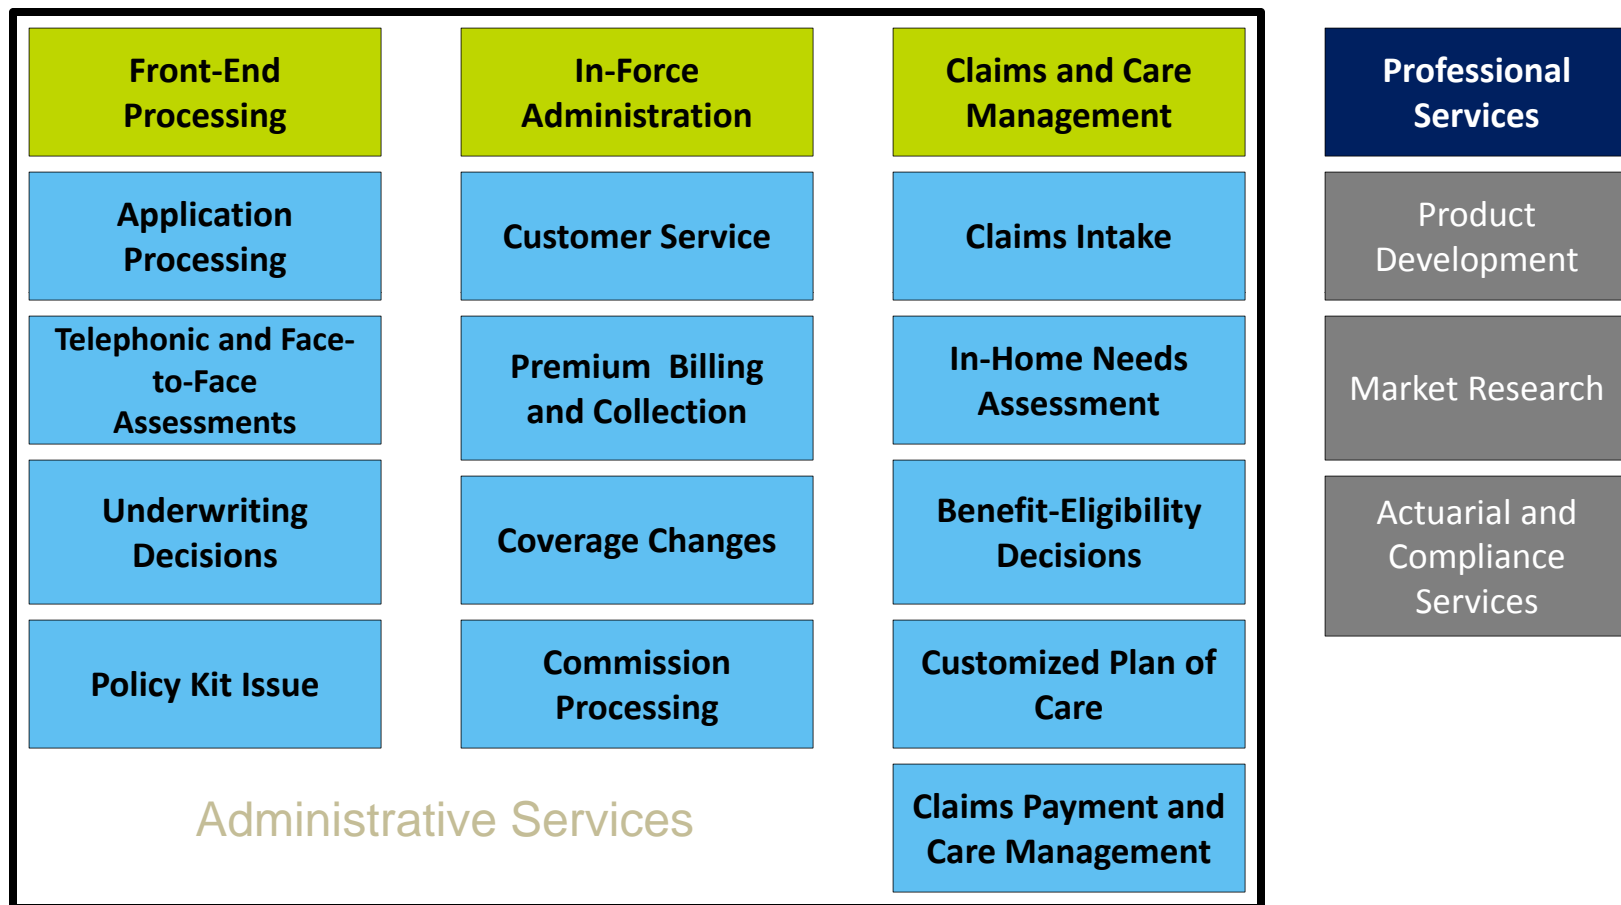 Front-End
Processing
Application
Processing
Telephonic and Face-
to-Face
Assessments
Underwriting
Decisions
Policy Kit Issue
In-Force
Administration
Customer Service
Premium  Billing
and Collection
Coverage Changes
Commission
Processing
Claims and Care
Management
Claims Intake
In-Home Needs
Assessment
Benefit-Eligibility
Decisions
Customized Plan of
Care
Claims Payment and
Care Management
Administrative Services
Professional
Services
Product
Development
Market Research
Actuarial and
Compliance
Services